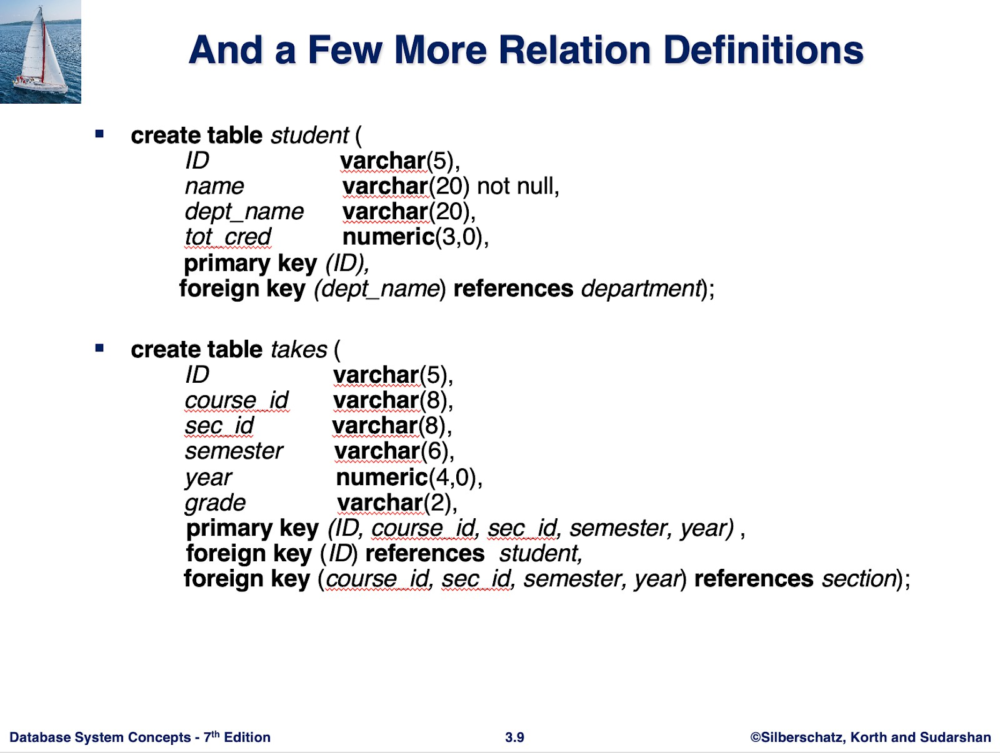 And a Few More Relation Definitions
▪ create table student (
ID varchar(5),
name varchar(20) not null,
dept_name varchar(20),
tot_cred numeric(3,0),
primary key (ID),
foreign key (dept_name) references department);
▪ create table takes (
ID varchar(5),
course_id varchar(8),
sec_id varchar(8),
semester varchar(6),
year numeric(4,0),
grade varchar(2),
primary key (ID, course_id, sec_id, semester, year) ,
foreign key (ID) references student,
foreign key (course_id, sec_id, semester, year) references section);
Database System Concepts - 7th Edition 3.9 ©Silberschatz, Korth and Sudarshan